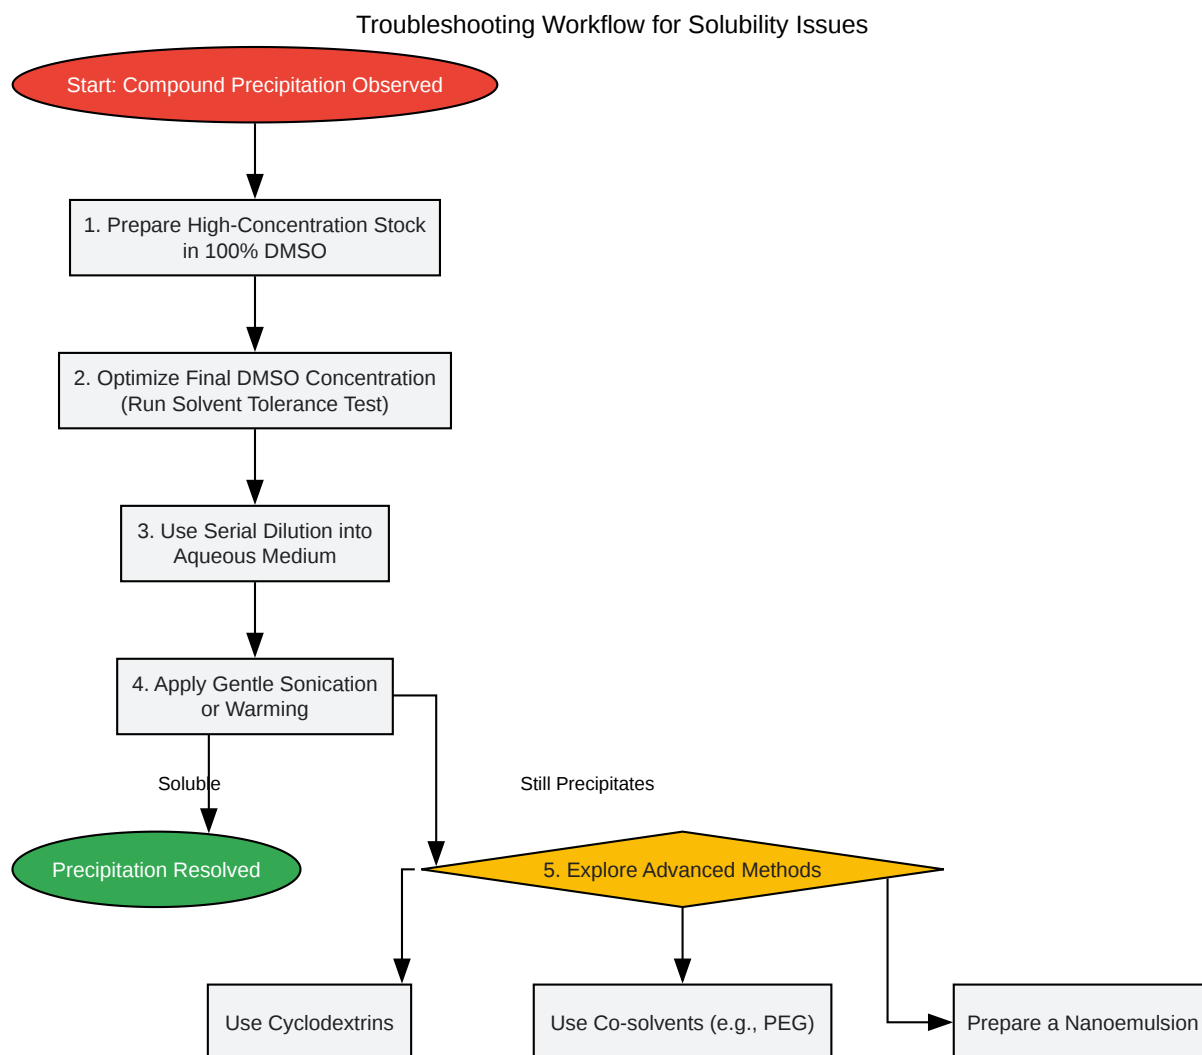 Troubleshooting Workflow for Solubility Issues
Start: Compound Precipitation Observed
1. Prepare High-Concentration Stock
in 100% DMSO
2. Optimize Final DMSO Concentration
(Run Solvent Tolerance Test)
3. Use Serial Dilution into
Aqueous Medium
4. Apply Gentle Sonication
or Warming
Soluble
Still Precipitates
Precipitation Resolved
5. Explore Advanced Methods
Use Cyclodextrins
Use Co-solvents (e.g., PEG)
Prepare a Nanoemulsion